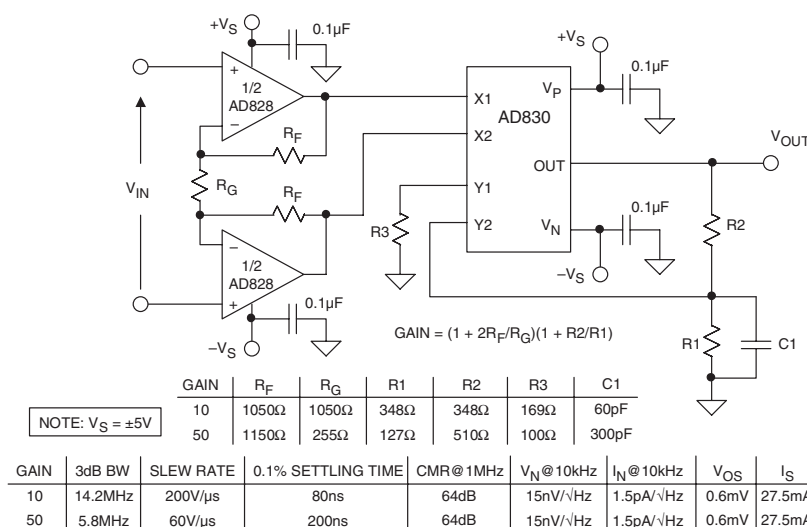 +VS
0.1μF
+
1/2
AD828
−
RF
RG
RF
VIN
−
1/2
AD828
+
0.1μF
−VS
+VS
0.1μF
X1
VP
AD830
X2
VOUT
OUT
Y1
0.1μF
R3
VN
R2
Y2
−VS
GAIN = (1 + 2RF/RG)(1 + R2/R1)
R1
C1
GAIN RF RG R1 R2 R3 C1
10 1050Ω 1050Ω 348Ω 348Ω 169Ω 60pF
50 1150Ω 255Ω 127Ω 510Ω 100Ω 300pF
NOTE: VS = ±5V
GAIN 3dB BW SLEW RATE 0.1% SETTLING TIME CMR@1MHz VN@10kHz IN@10kHz VOS IS
10 14.2MHz 200V/μs 80ns 64dB 15nV/√Hz 1.5pA/√Hz 0.6mV 27.5mA
50 5.8MHz 60V/μs 200ns 64dB 15nV/√Hz 1.5pA/√Hz 0.6mV 27.5mA